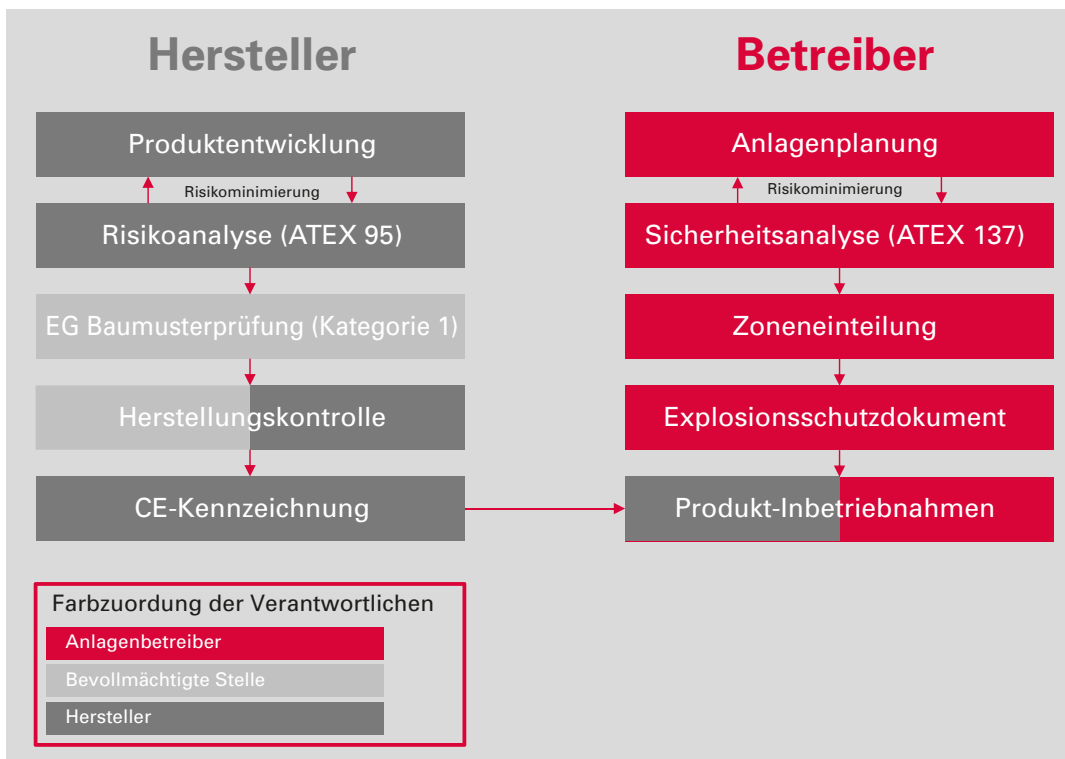 Hersteller
Produktentwicklung
Risikominimierung
Risikoanalyse (ATEX 95)
EG Baumusterprüfung (Kategorie 1)
Herstellungskontrolle
CE-Kennzeichnung
Betreiber
Anlagenplanung
Risikominimierung
Sicherheitsanalyse (ATEX 137)
Zoneneinteilung
Explosionsschutzdokument
Produkt-Inbetriebnahmen
Farbzuordung der Verantwortlichen
Anlagenbetreiber
Bevollmächtigte Stelle
Hersteller